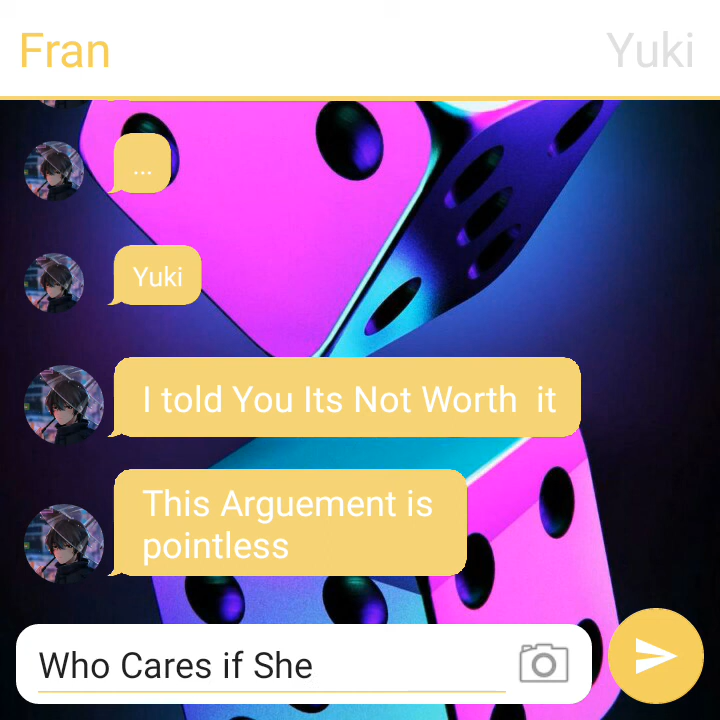 Fran
Yuki
...
Yuki
I told You Its Not Worth  it
This Arguement is
pointless
Who Cares if She